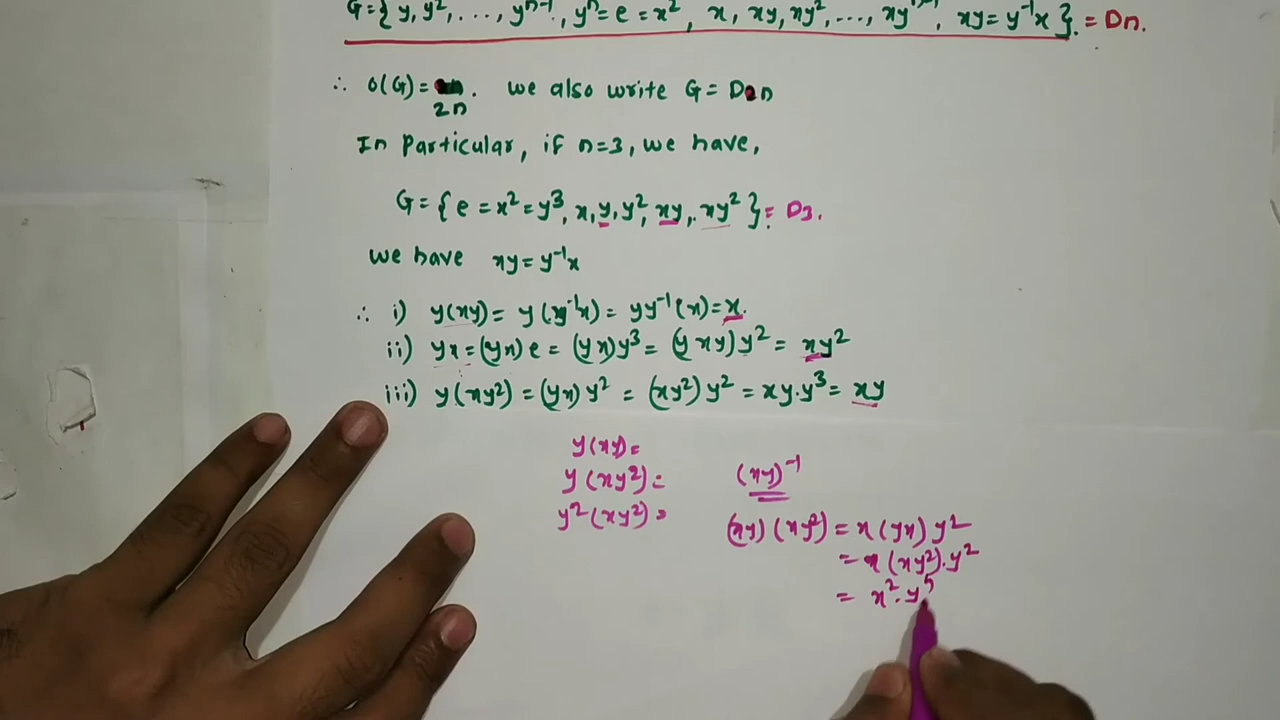 G={ y, y², ..., yⁿ⁻¹, yⁿ=e=x², x, xy, xy², ..., xyⁿ⁻¹, xy=y⁻¹x }. = Dn.
∴ o(G)= 2n. we also write G= D2n
In particular, if n=3, we have,
G={ e=x²=y³, x, y, y², xy, xy² } = D3.
we have xy=y⁻¹x
∴ i) y(xy)= y(y⁻¹x)= yy⁻¹(x)=x.
ii) yx=(yx)e=(yx)y³=(yxy)y²= xy²
iii) y(xy²)=(yx)y² = (xy²)y² = xy.y³= xy
y(xy)=
y(xy²)=
y²(xy²)=
(xy)⁻¹
(xy)(xy²)= x(yx)y²
= x(xy²).y²
= x².y